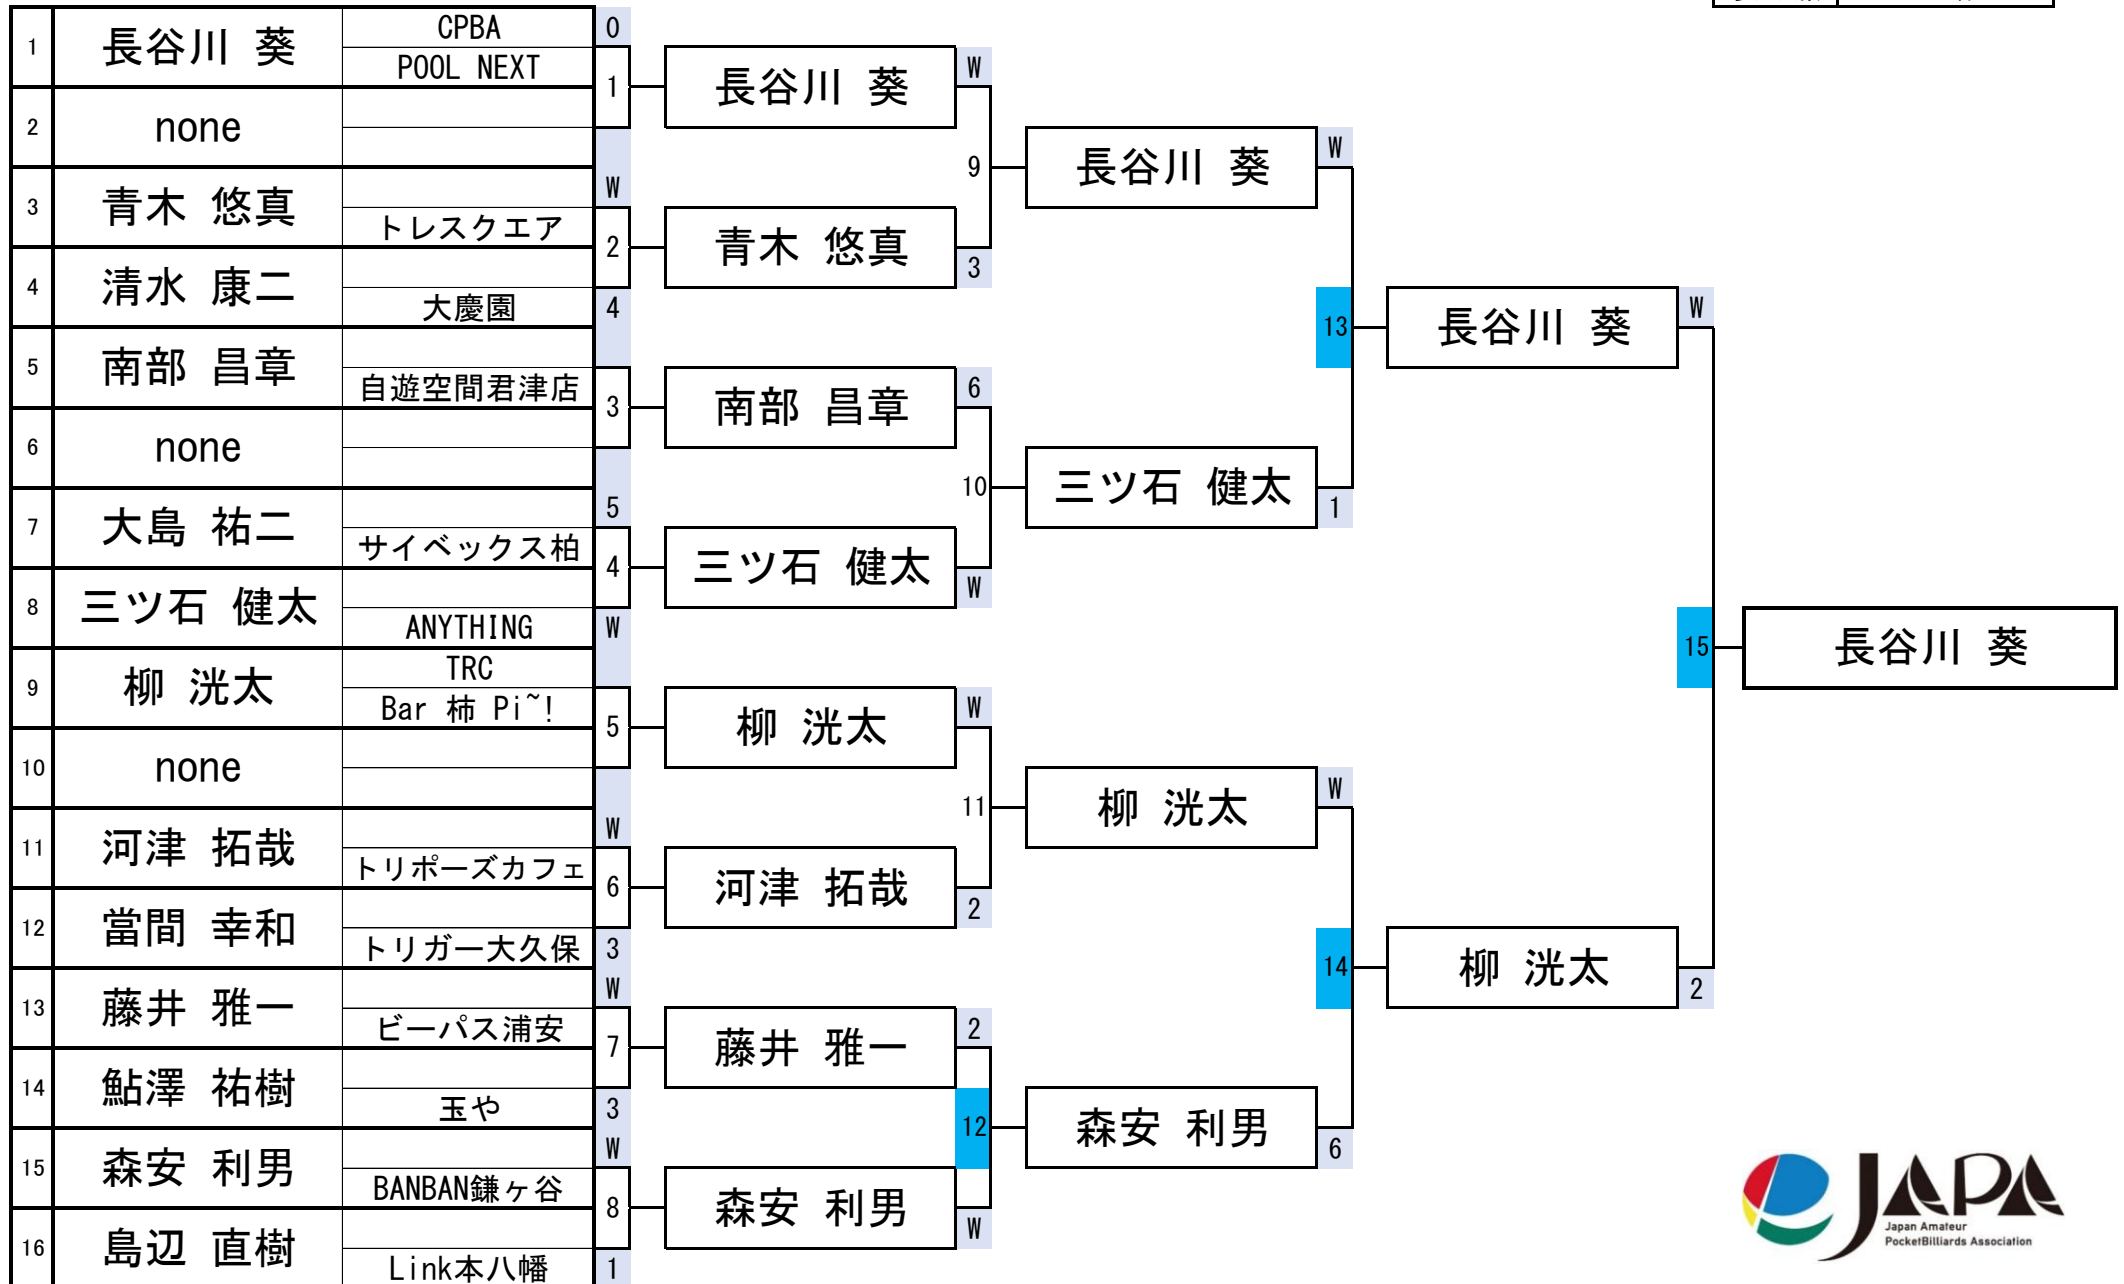 1 長谷川 葵 CPBA 0
POOL NEXT
1 長谷川 葵 W
2 none
9 長谷川 葵 W
3 青木 悠真 W
トレスクエア
2 青木 悠真 3
4 清水 康二
大慶園 4
13 長谷川 葵 W
5 南部 昌章
自遊空間君津店
3 南部 昌章 6
6 none
10 三ツ石 健太 1
7 大島 祐二 5
サイベックス柏
4 三ツ石 健太 W
8 三ツ石 健太
ANYTHING W
15 長谷川 葵
9 柳 洸太 TRC
Bar 柿 Pi~!
5 柳 洸太 W
10 none
11 柳 洸太 W
11 河津 拓哉 W
トリポーズカフェ
6 河津 拓哉 2
12 當間 幸和
トリガー大久保 3
14 柳 洸太 2
13 藤井 雅一 W
ビーパス浦安
7 藤井 雅一 2
14 鮎澤 祐樹
玉や 3
12 森安 利男 6
15 森安 利男 W
BANBAN鎌ヶ谷
8 森安 利男 W
16 島辺 直樹
Link本八幡 1
JAPA
Japan Amateur
PocketBilliards Association